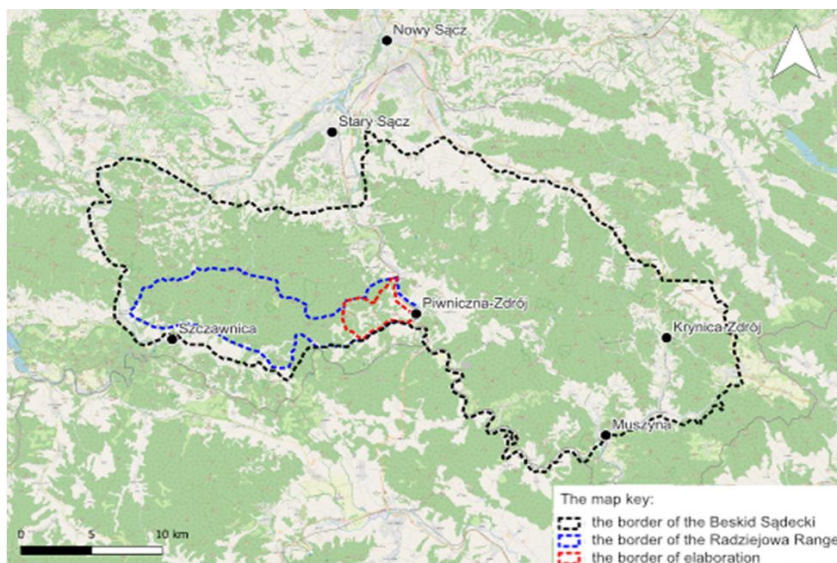 Nowy Sącz
Stary Sącz
Piwniczna-Zdrój
Szczawnica
Krynica-Zdrój
Muszyna
The map key:
the border of the Beskid Sądecki
the border of the Radziejowa Range
the border of elaboration
0 5 10 km